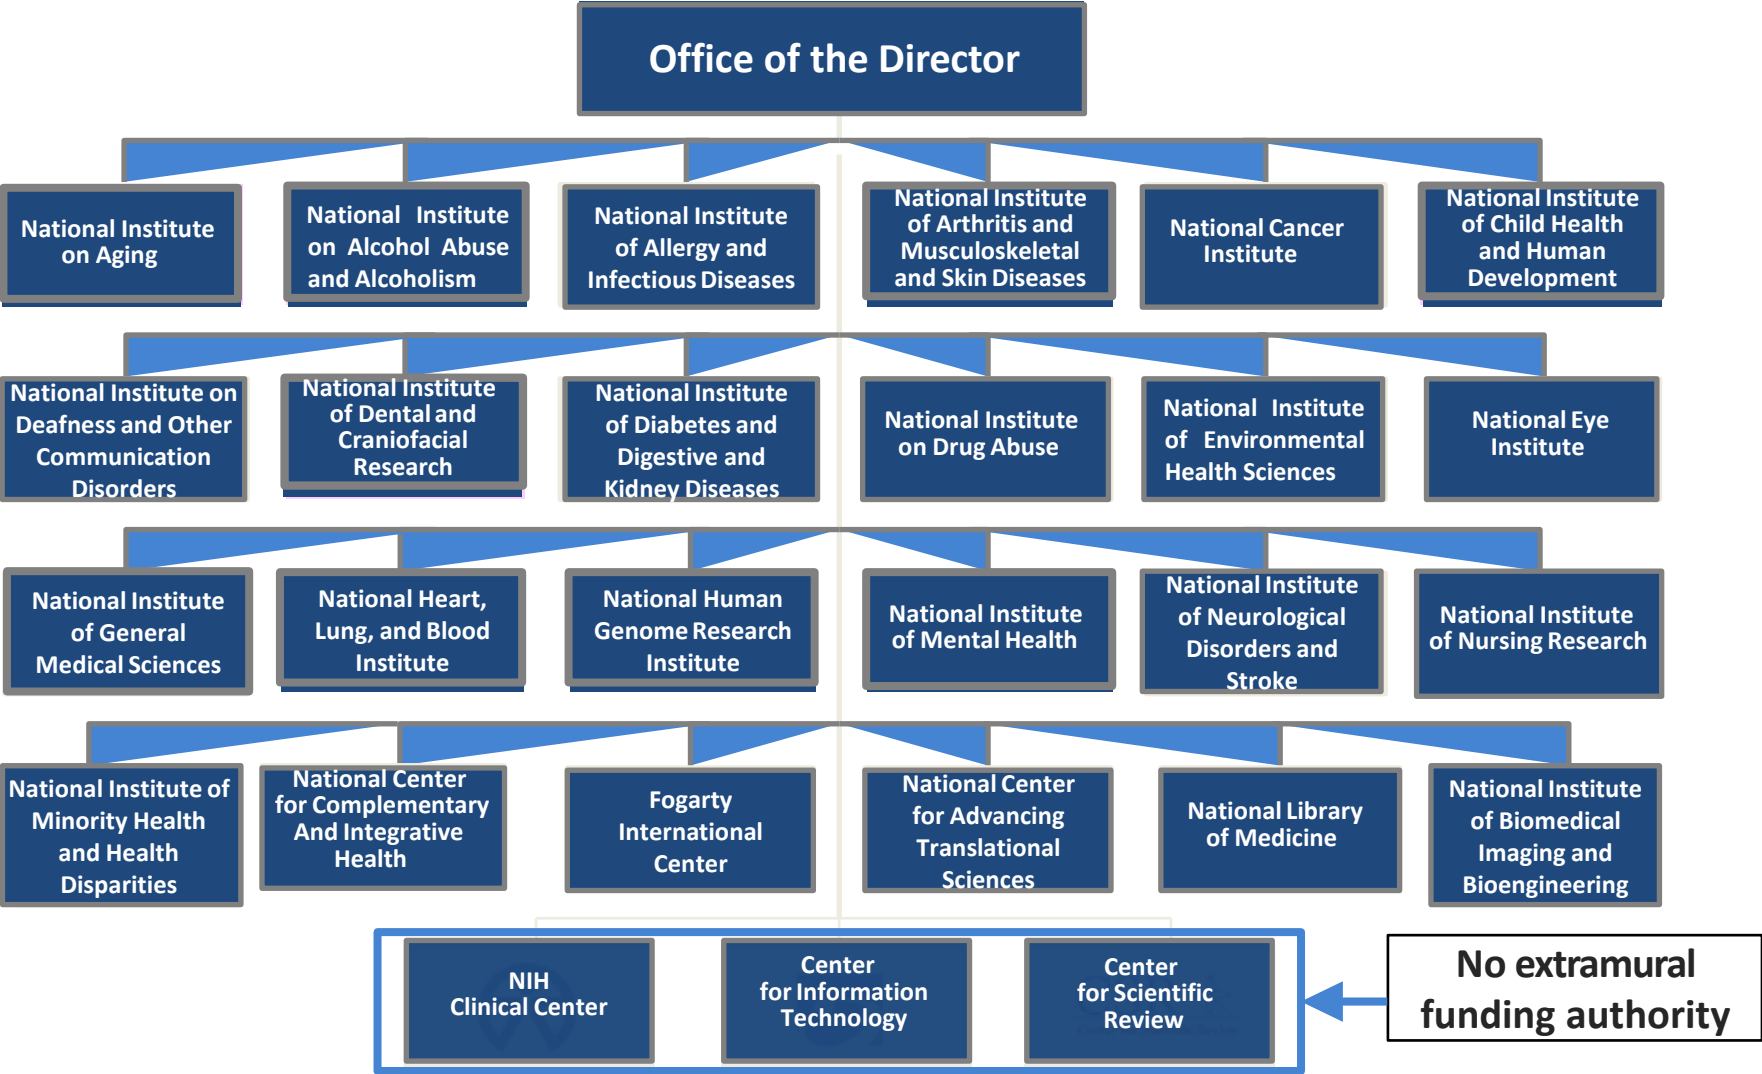 Office of the Director
National Institute
on Aging
National Institute
on Alcohol Abuse
and Alcoholism
National Institute
of Allergy and
Infectious Diseases
National Institute
of Arthritis and
Musculoskeletal
and Skin Diseases
National Cancer
Institute
National Institute
of Child Health
and Human
Development
National Institute on
Deafness and Other
Communication
Disorders
National Institute
of Dental and
Craniofacial
Research
National Institute
of Diabetes and
Digestive and
Kidney Diseases
National Institute
on Drug Abuse
National Institute
of Environmental
Health Sciences
National Eye
Institute
National Institute
of General
Medical Sciences
National Heart,
Lung, and Blood
Institute
National Human
Genome Research
Institute
National Institute
of Mental Health
National Institute
of Neurological
Disorders and
Stroke
National Institute
of Nursing Research
National Institute of
Minority Health
and Health
Disparities
National Center
for Complementary
And Integrative
Health
Fogarty
International
Center
National Center
for Advancing
Translational
Sciences
National Library
of Medicine
National Institute
of Biomedical
Imaging and
Bioengineering
NIH
Clinical Center
Center
for Information
Technology
Center
for Scientific
Review
No extramural
funding authority